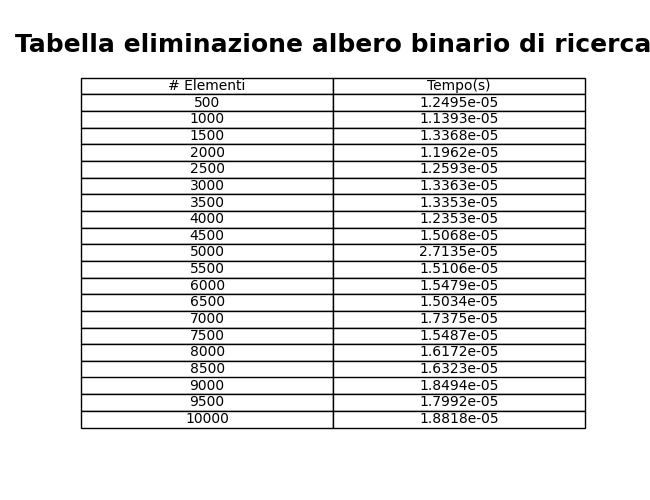 Tabella eliminazione albero binario di ricerca
# Elementi Tempo(s)
500 1.2495e-05
1000 1.1393e-05
1500 1.3368e-05
2000 1.1962e-05
2500 1.2593e-05
3000 1.3363e-05
3500 1.3353e-05
4000 1.2353e-05
4500 1.5068e-05
5000 2.7135e-05
5500 1.5106e-05
6000 1.5479e-05
6500 1.5034e-05
7000 1.7375e-05
7500 1.5487e-05
8000 1.6172e-05
8500 1.6323e-05
9000 1.8494e-05
9500 1.7992e-05
10000 1.8818e-05